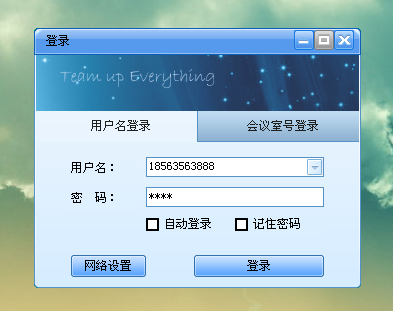 登录
Team up Everything
用户名登录 会议室号登录
用户名： 18563563888
密 码： ****
自动登录 记住密码
网络设置 登录